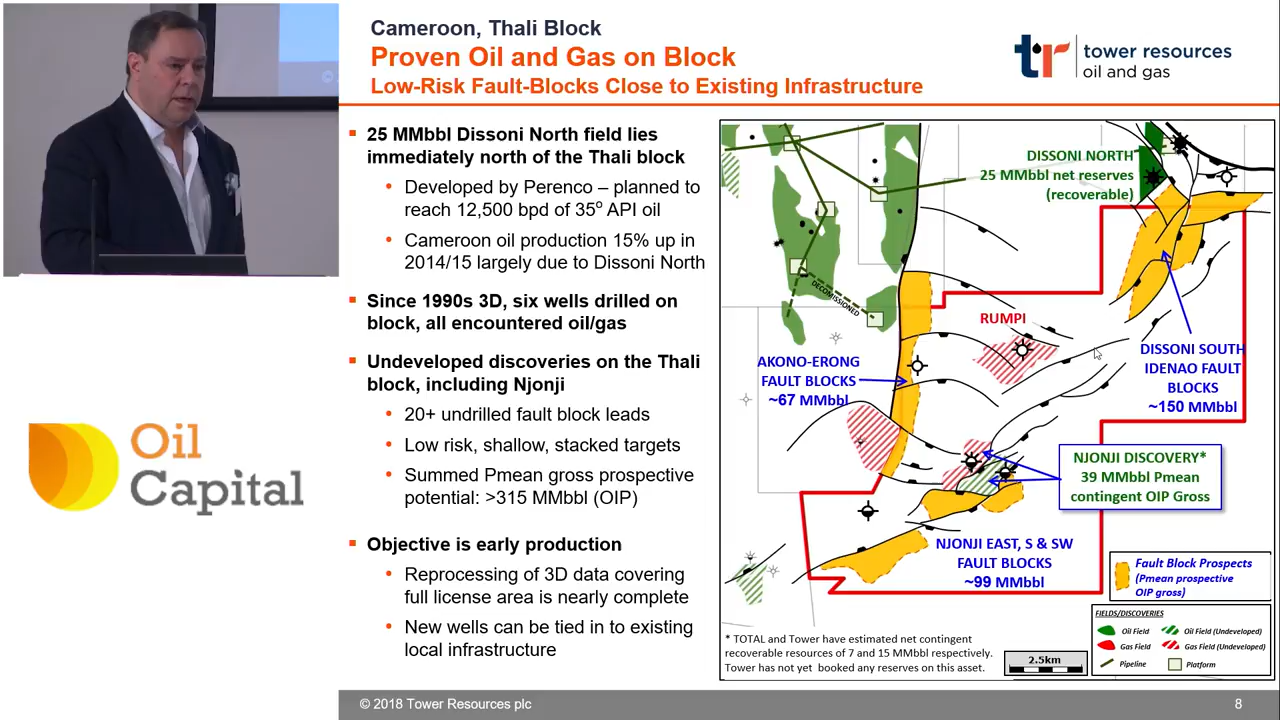 Cameroon, Thali Block
Proven Oil and Gas on Block
Low-Risk Fault-Blocks Close to Existing Infrastructure
tr
tower resources
oil and gas
25 MMbbl Dissoni North field lies
immediately north of the Thali block
Developed by Perenco – planned to
reach 12,500 bpd of 35° API oil
Cameroon oil production 15% up in
2014/15 largely due to Dissoni North
Since 1990s 3D, six wells drilled on
block, all encountered oil/gas
Undeveloped discoveries on the Thali
block, including Njonji
20+ undrilled fault block leads
Low risk, shallow, stacked targets
Summed Pmean gross prospective
potential: >315 MMbbl (OIP)
Objective is early production
Reprocessing of 3D data covering
full license area is nearly complete
New wells can be tied in to existing
local infrastructure
Oil
Capital
DISSONI NORTH
25 MMbbl net reserves
(recoverable)
DECOMISSIONED
RUMPI
AKONO-ERONG
FAULT BLOCKS
~67 MMbbl
DISSONI SOUTH
IDENAO FAULT
BLOCKS
~150 MMbbl
NJONJI DISCOVERY*
39 MMbbl Pmean
contingent OIP Gross
NJONJI EAST, S & SW
FAULT BLOCKS
~99 MMbbl
Fault Block Prospects
(Pmean prospective
OIP gross)
FIELDS/DISCOVERIES
Oil Field
Oil Field (Undeveloped)
Gas Field
Gas Field (Undeveloped)
Pipeline
Platform
* TOTAL and Tower have estimated net contingent
recoverable resources of 7 and 15 MMbbl respectively.
Tower has not yet booked any reserves on this asset.
2.5km
© 2018 Tower Resources plc
8